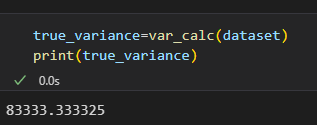 true_variance=var_calc(dataset)
print(true_variance)
0.0s
83333.333325